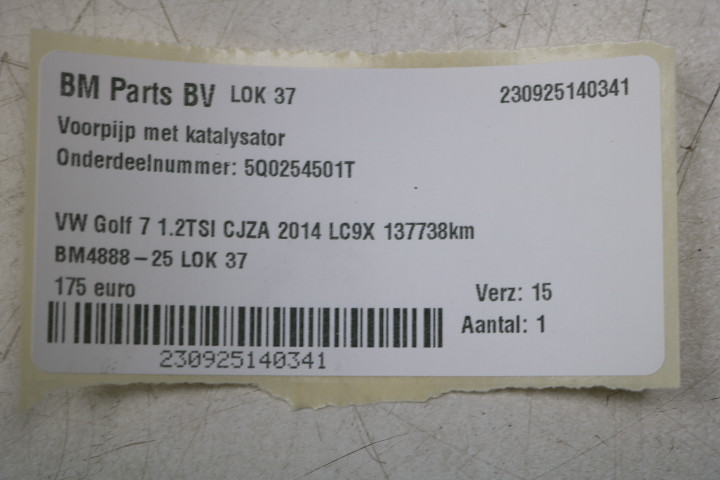 BM Parts BV LOK 37 230925140341
Voorpijp met katalysator
Onderdeelnummer: 5Q0254501T
VW Golf 7 1.2TSI CJZA 2014 LC9X 137738km
BM4888-25 LOK 37
175 euro
Verz: 15
Aantal: 1
230925140341